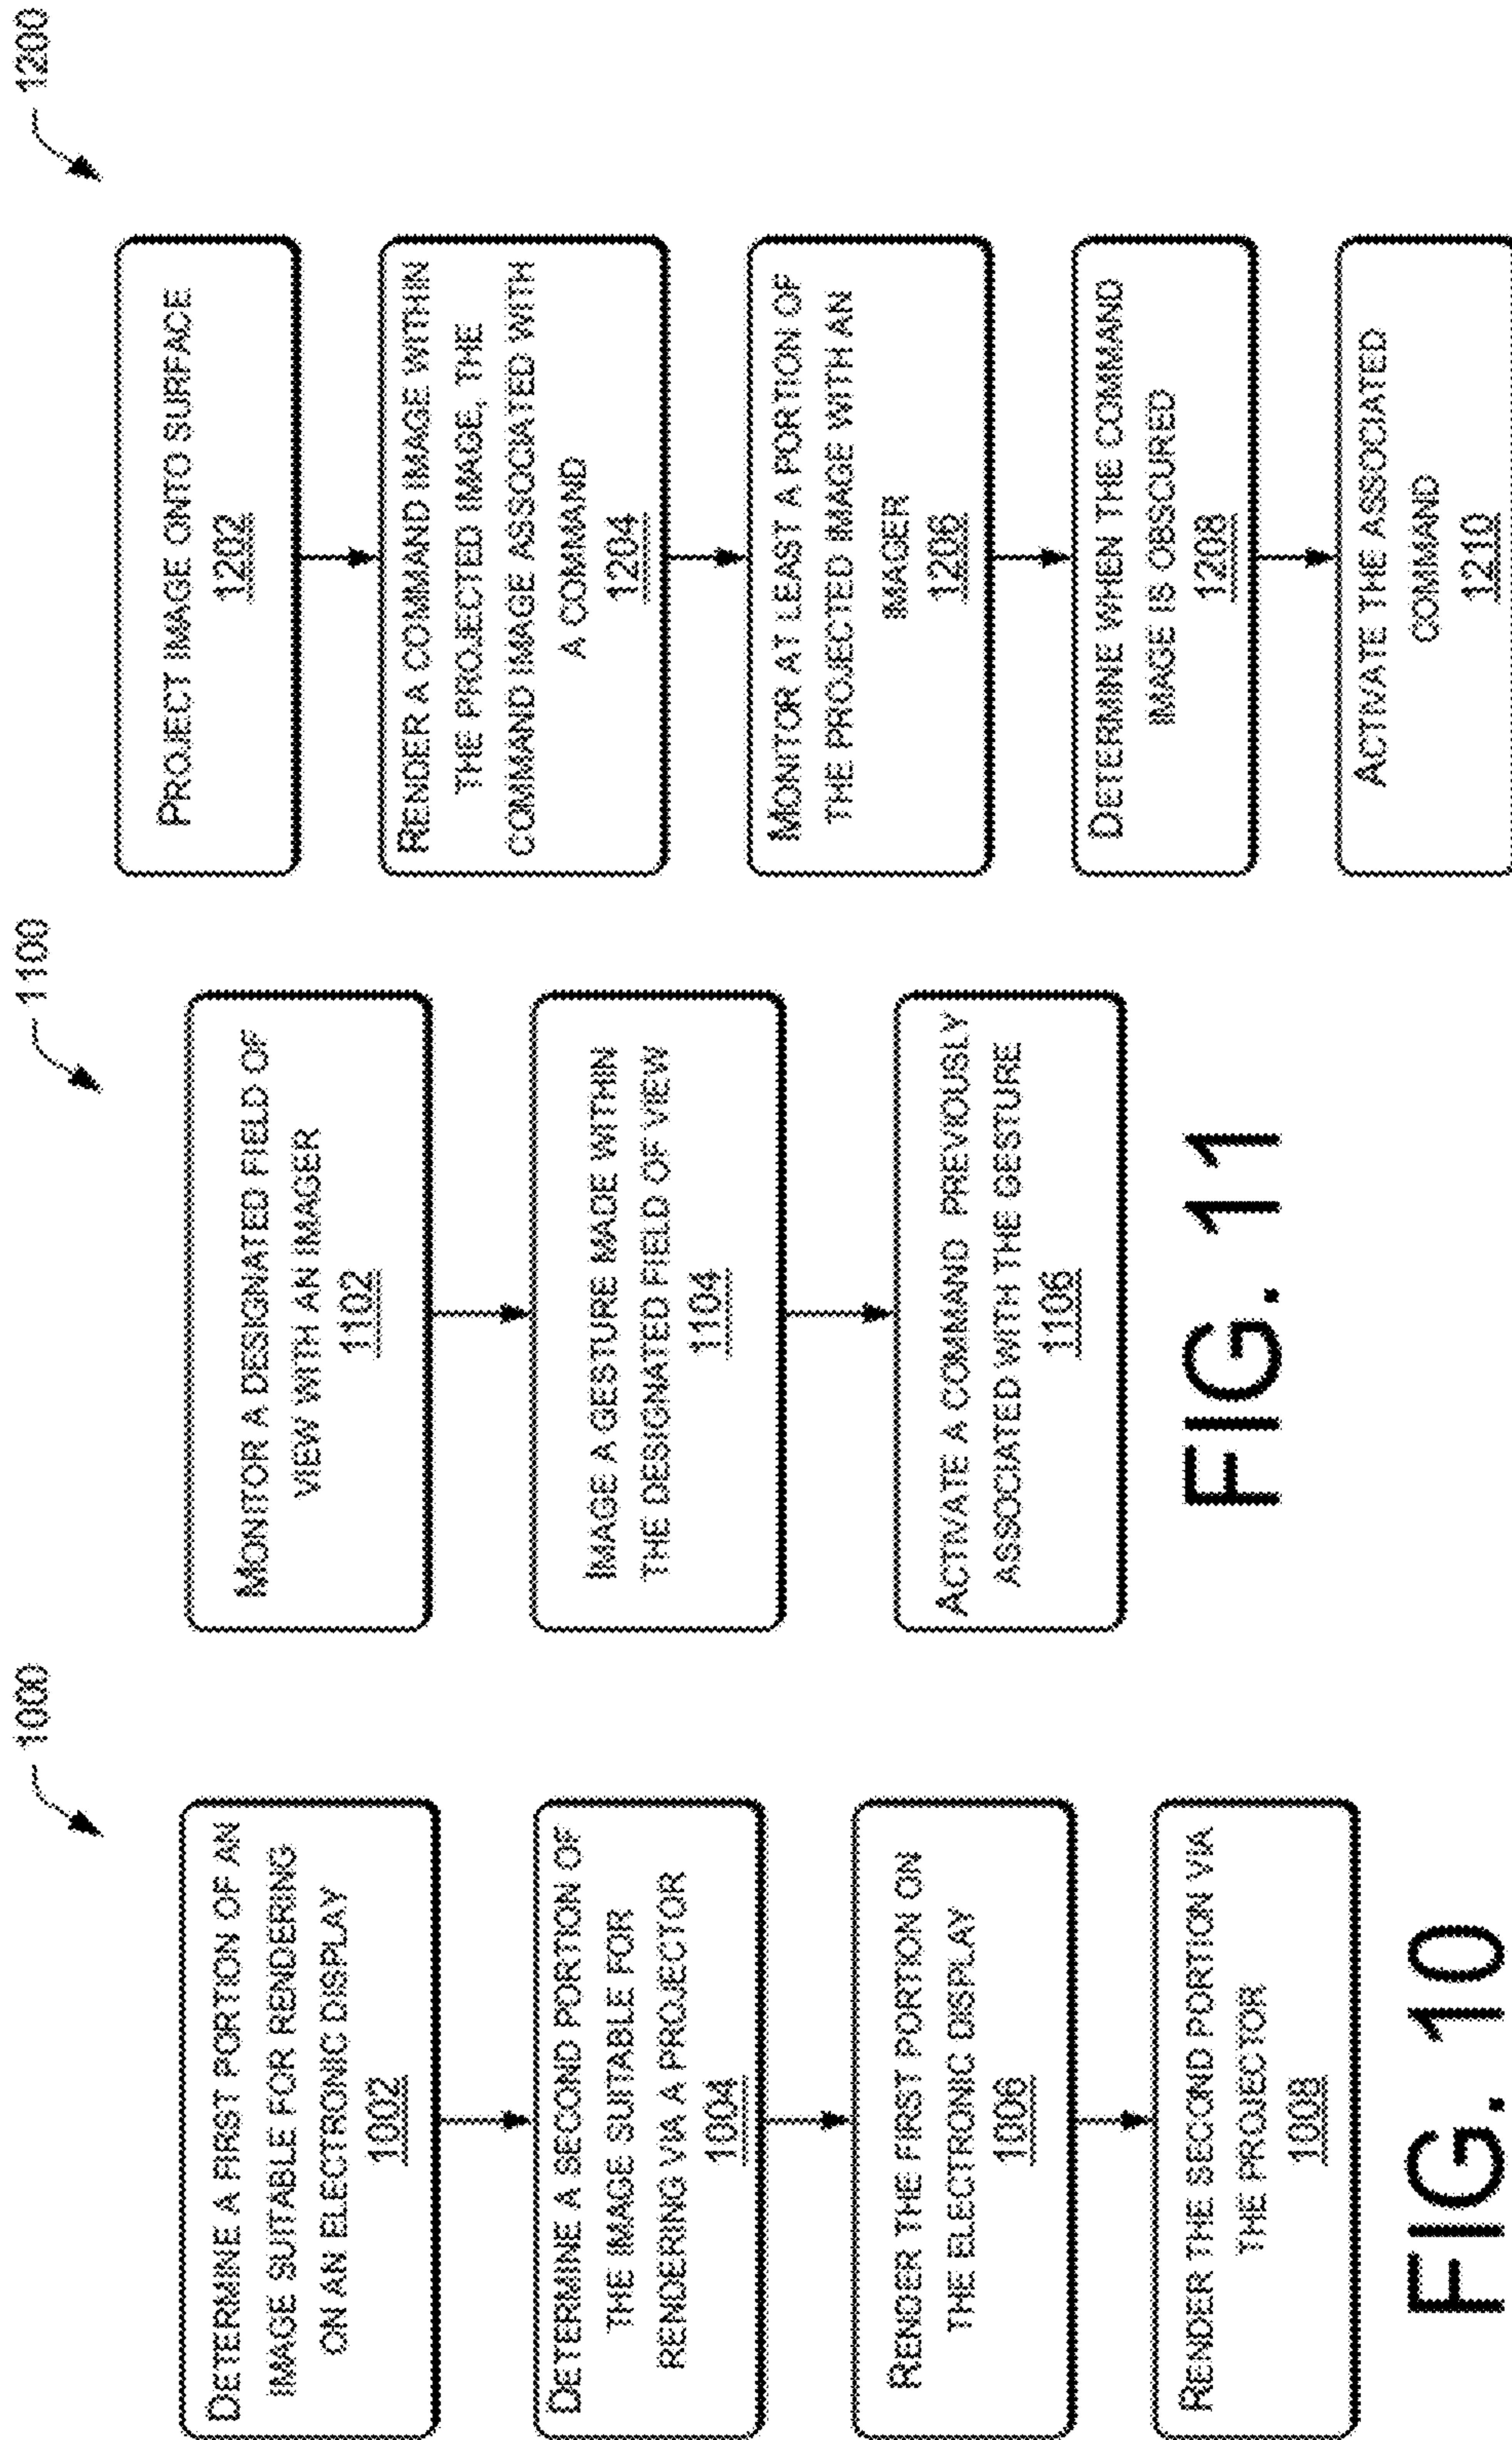 1000
DETERMINE A FIRST PORTION OF AN
IMAGE SUITABLE FOR RENDERING
ON AN ELECTRONIC DISPLAY
1002
DETERMINE A SECOND PORTION OF
THE IMAGE SUITABLE FOR
RENDERING VIA A PROJECTOR
1004
RENDER THE FIRST PORTION ON
THE ELECTRONIC DISPLAY
1006
RENDER THE SECOND PORTION VIA
THE PROJECTOR
1008
FIG. 10
1100
MONITOR A DESIGNATED FIELD OF
VIEW WITH AN IMAGER
1102
IMAGE A GESTURE MADE WITHIN
THE DESIGNATED FIELD OF VIEW
1104
ACTIVATE A COMMAND PREVIOUSLY
ASSOCIATED WITH THE GESTURE
1106
FIG. 11
1200
PROJECT IMAGE ONTO SURFACE
1202
RENDER A COMMAND IMAGE WITHIN
THE PROJECTED IMAGE, THE
COMMAND IMAGE ASSOCIATED WITH
A COMMAND
1204
MONITOR AT LEAST A PORTION OF
THE PROJECTED IMAGE WITH AN
IMAGER
1206
DETERMINE WHEN THE COMMAND
IMAGE IS OBSCURED
1208
ACTIVATE THE ASSOCIATED
COMMAND
1210